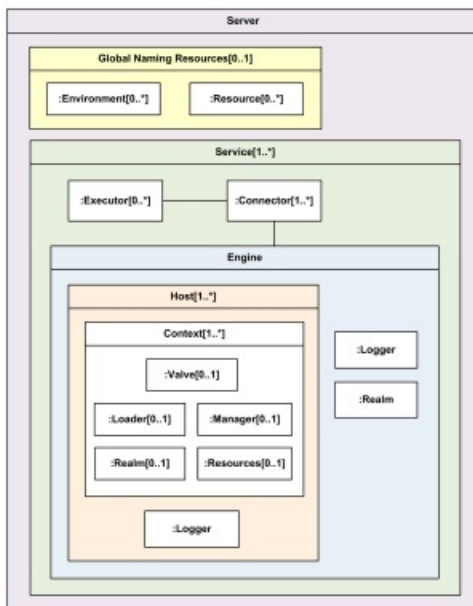 Server
Global Naming Resources[0..1]
:Environment[0..*]
:Resource[0..*]
Service[1..*]
:Executor[0..*]
:Connector[1..*]
Engine
Host[1..*]
Context[1..*]
:Valve[0..1]
:Loader[0..1]
:Manager[0..1]
:Realm[0..1]
:Resources[0..1]
:Logger
:Logger
:Realm